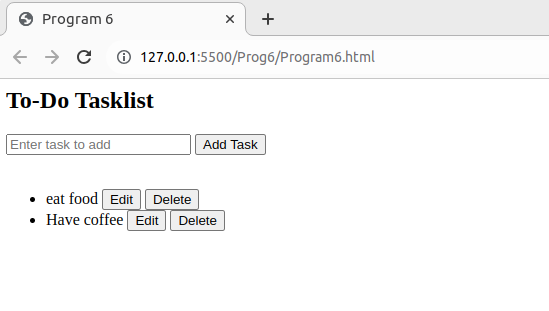 Program 6
127.0.0.1:5500/Prog6/Program6.html
To-Do Tasklist
Enter task to add Add Task
eat food Edit Delete
Have coffee Edit Delete